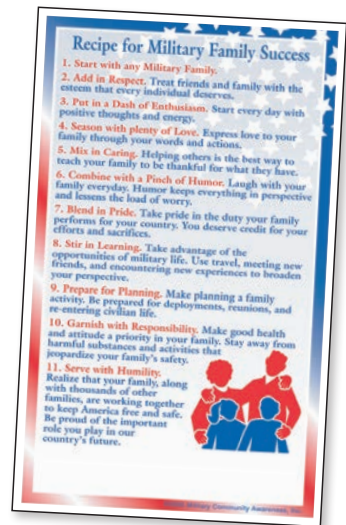 Recipe for Military Family Success
1. Start with any Military Family.
2. Add in Respect. Treat friends and family with the
esteem that every individual deserves.
3. Put in a Dash of Enthusiasm. Start every day with
positive thoughts and energy.
4. Season with plenty of Love. Express love to your
family through your words and actions.
5. Mix in Caring. Helping others is the best way to
teach your family to be thankful for what they have.
6. Combine with a Pinch of Humor. Laugh with your
family everyday. Humor keeps everything in perspective
and lessens the load of worry.
7. Blend in Pride. Take pride in the duty your family
performs for your country. You deserve credit for your
efforts and sacrifices.
8. Stir in Learning. Take advantage of the
opportunities of military life. Use travel, meeting new
friends, and encountering new experiences to broaden
your perspective.
9. Prepare for Planning. Make planning a family
activity. Be prepared for deployments, reunions, and
re-entering civilian life.
10. Garnish with Responsibility. Make good health
and attitude a priority in your family. Stay away from
harmful substances and activities that
jeopardize your family's safety.
11. Serve with Humility.
Realize that your family, along
with thousands of other
families, are working together
to keep America free and safe.
Be proud of the important
role you play in our
country's future.
Military Community Awareness, Inc.